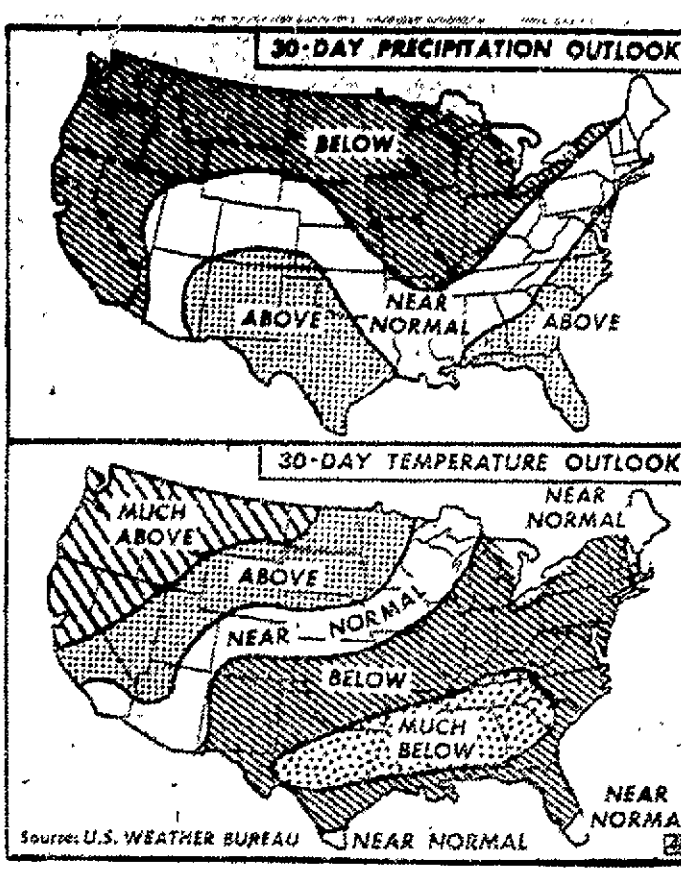 30-DAY PRECIPITATION OUTLOOK
BELOW
ABOVE
NEAR
NORMAL
ABOVE
30-DAY TEMPERATURE OUTLOOK
NEAR
NORMAL
MUCH
ABOVE
ABOVE
NEAR NORMAL
BELOW
MUCH
BELOW
NEAR
NORMA
Source: U.S. WEATHER BUREAU
NEAR NORMAL